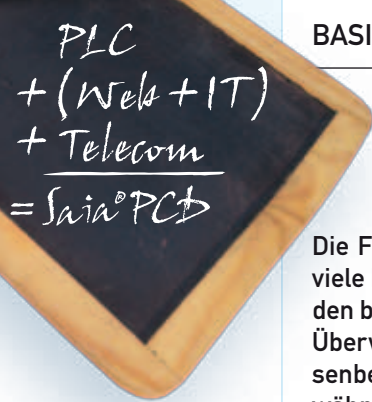 PLC
+ (Web + IT)
+ Telecom
= Saia® PCD
BASI
Die F
viele
den b
Überv
senbe